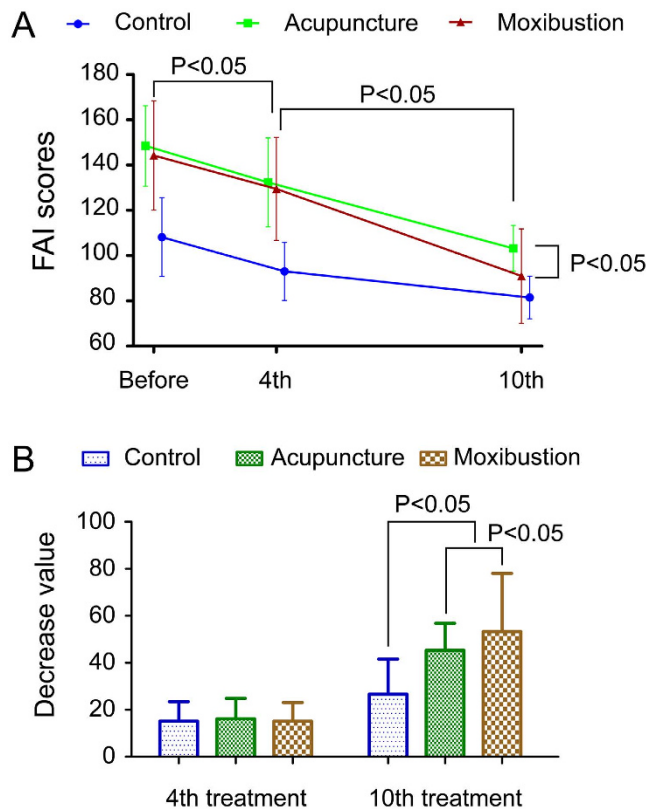 A
Control Acupuncture Moxibustion
180
160
140
120
100
80
60
FAI scores
P<0.05
P<0.05
P<0.05
Before 4th 10th
B
Control Acupuncture Moxibustion
100
80
60
40
20
0
Decrease value
P<0.05
P<0.05
4th treatment 10th treatment